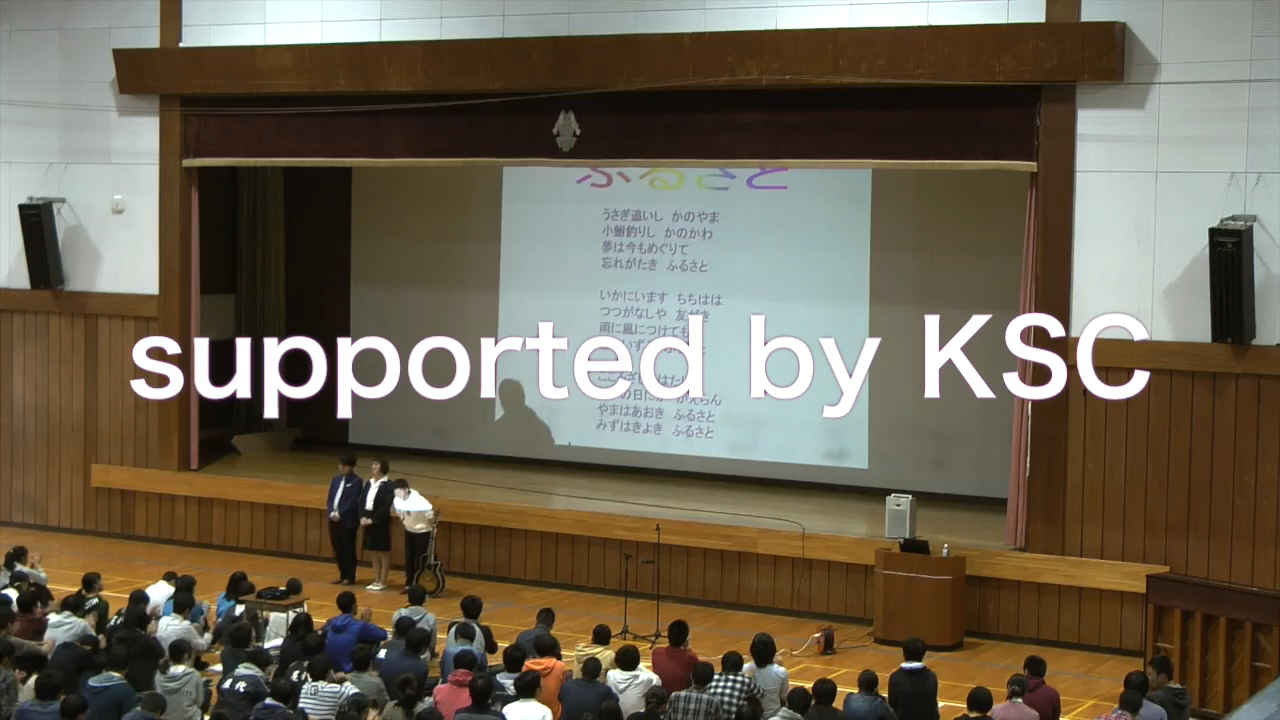 ふるさと
うさぎ追いし かのやま
小鮒釣りし かのかわ
夢は今もめぐりて
忘れがたき ふるさと
いかにいます ちちはは
つつがなしや 友がき
雨に風につけても
supported by KSC
やまはあおき ふるさと
みずはきよき ふるさと